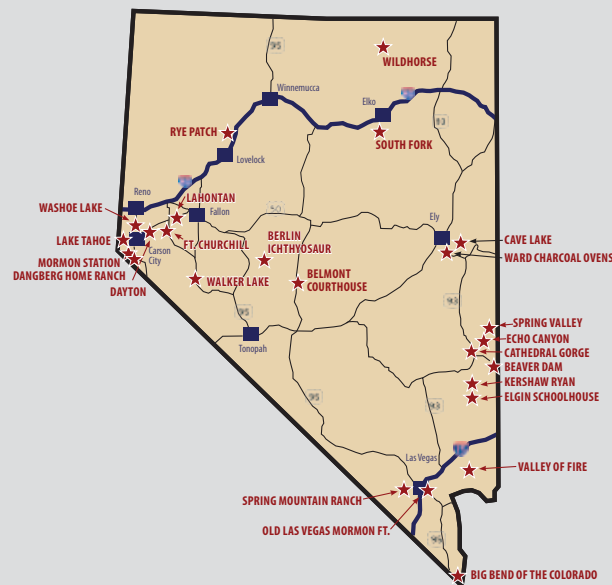 95
WILDHORSE
Winnemucca
Elko
RYE PATCH
93
SOUTH FORK
Lovelock
Reno
LAHONTAN
WASHOE LAKE
Fallon
50
Ely
LAKE TAHOE
FT. CHURCHILL
BERLIN
ICHTHYOSAUR
CAVE LAKE
Carson
City
WARD CHARCOAL OVENS
MORMON STATION
DANGBERG HOME RANCH
WALKER LAKE
BELMONT
COURTHOUSE
DAYTON
93
95
SPRING VALLEY
ECHO CANYON
Tonopah
CATHEDRAL GORGE
BEAVER DAM
KERSHAW RYAN
95
93
ELGIN SCHOOLHOUSE
Las Vegas
VALLEY OF FIRE
SPRING MOUNTAIN RANCH
OLD LAS VEGAS MORMON FT.
95
BIG BEND OF THE COLORADO